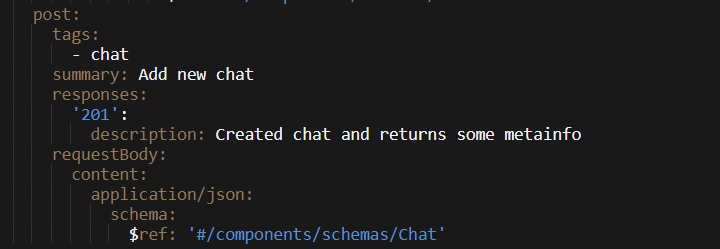 post:
tags:
- chat
summary: Add new chat
responses:
'201':
description: Created chat and returns some metainfo
requestBody:
content:
application/json:
schema:
$ref: '#/components/schemas/Chat'